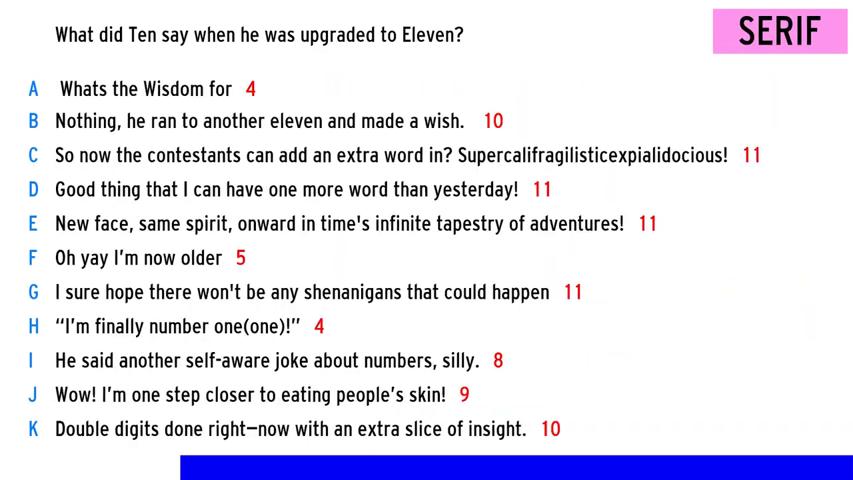 What did Ten say when he was upgraded to Eleven?
SERIF
A Whats the Wisdom for 4
B Nothing, he ran to another eleven and made a wish. 10
C So now the contestants can add an extra word in? Supercalifragilisticexpialidocious! 11
D Good thing that I can have one more word than yesterday! 11
E New face, same spirit, onward in time's infinite tapestry of adventures! 11
F Oh yay I’m now older 5
G I sure hope there won't be any shenanigans that could happen 11
H “I’m finally number one(one)!” 4
I He said another self-aware joke about numbers, silly. 8
J Wow! I’m one step closer to eating people’s skin! 9
K Double digits done right—now with an extra slice of insight. 10